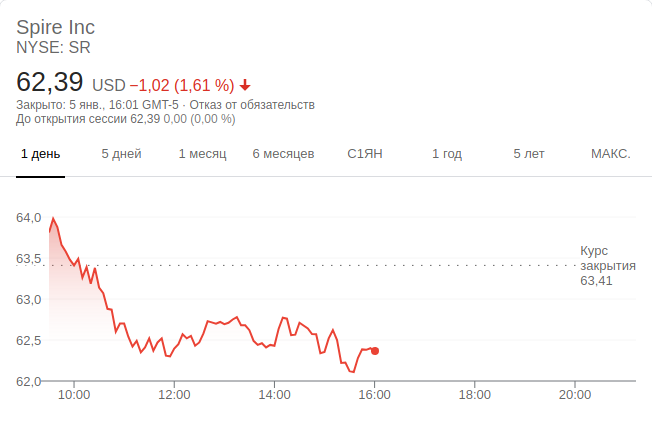 Spire Inc
NYSE: SR
62,39 USD −1,02 (1,61 %)
Закрыто: 5 янв., 16:01 GMT-5 · Отказ от обязательств
До открытия сессии 62,39 0,00 (0,00 %)
1 день 5 дней 1 месяц 6 месяцев С1ЯН 1 год 5 лет МАКС.
64,0
63,5
63,0
62,5
62,0
Курс
закрытия
63,41
10:00 12:00 14:00 16:00 18:00 20:00